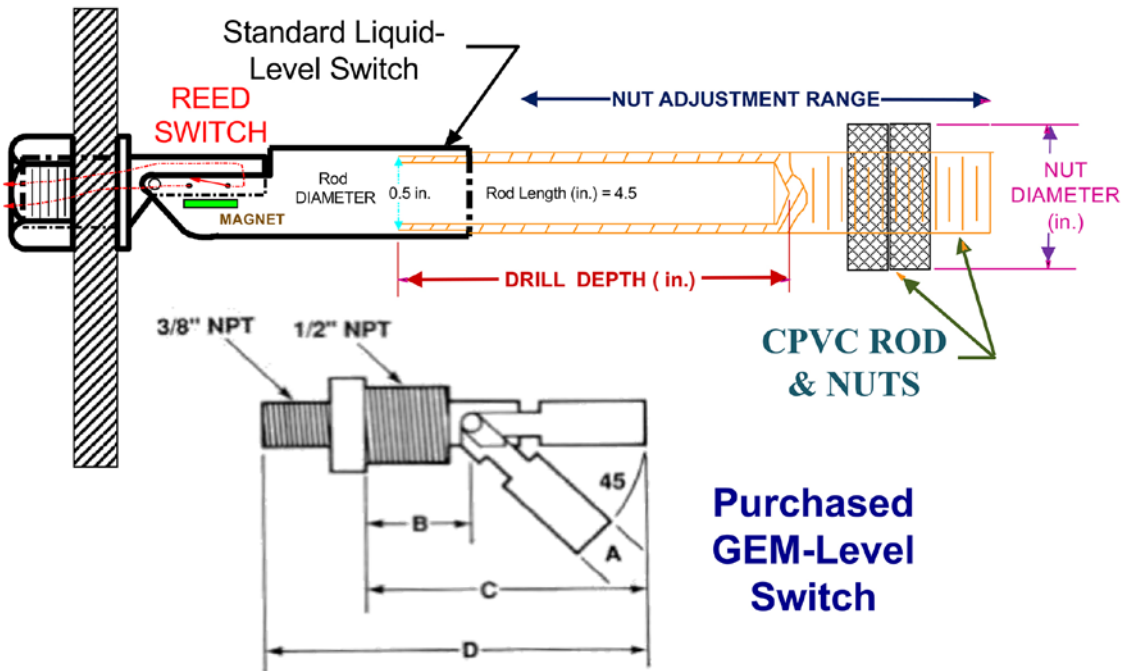 Standard Liquid-
Level Switch
REED
SWITCH
NUT ADJUSTMENT RANGE
Rod
DIAMETER
0.5 in.
Rod Length (in.) = 4.5
MAGNET
NUT
DIAMETER
(in.)
DRILL DEPTH ( in.)
3/8" NPT
1/2" NPT
CPVC ROD
& NUTS
45
B
A
C
D
Purchased
GEM-Level
Switch